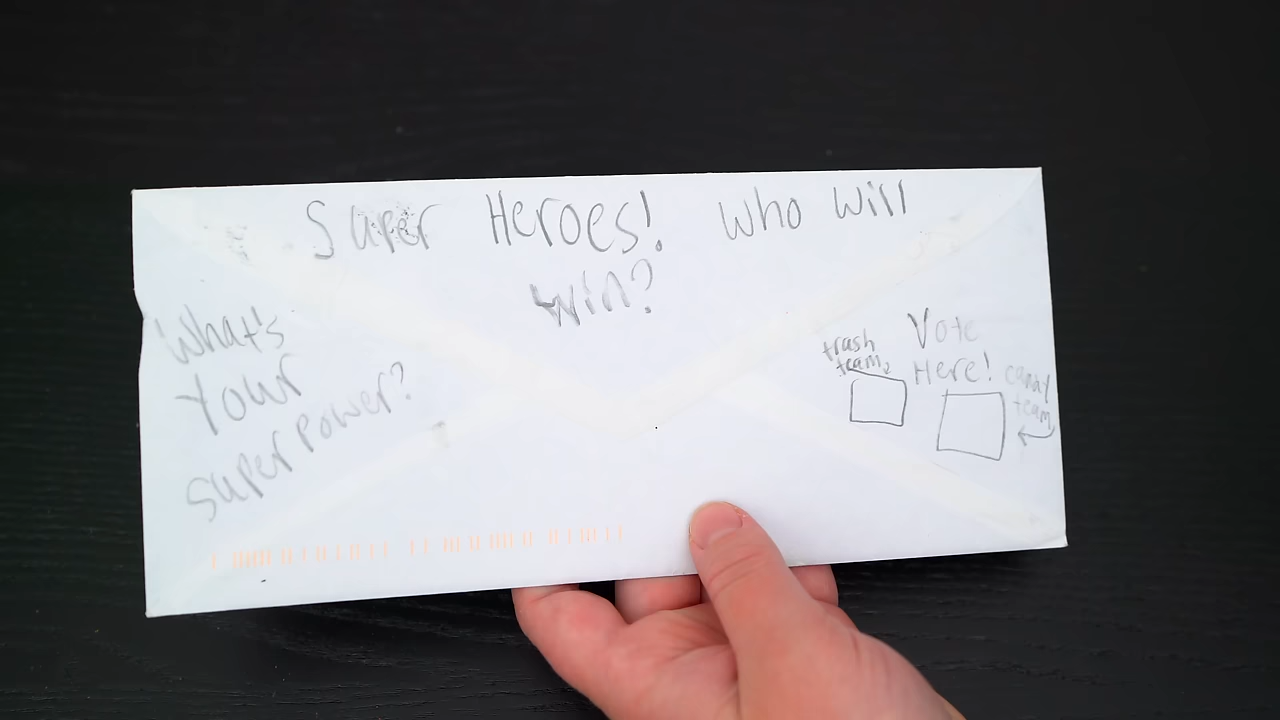 Super Heroes! Who Will
Win?
What's
Your
super power?
trash
team
Vote
Here!
canal
team